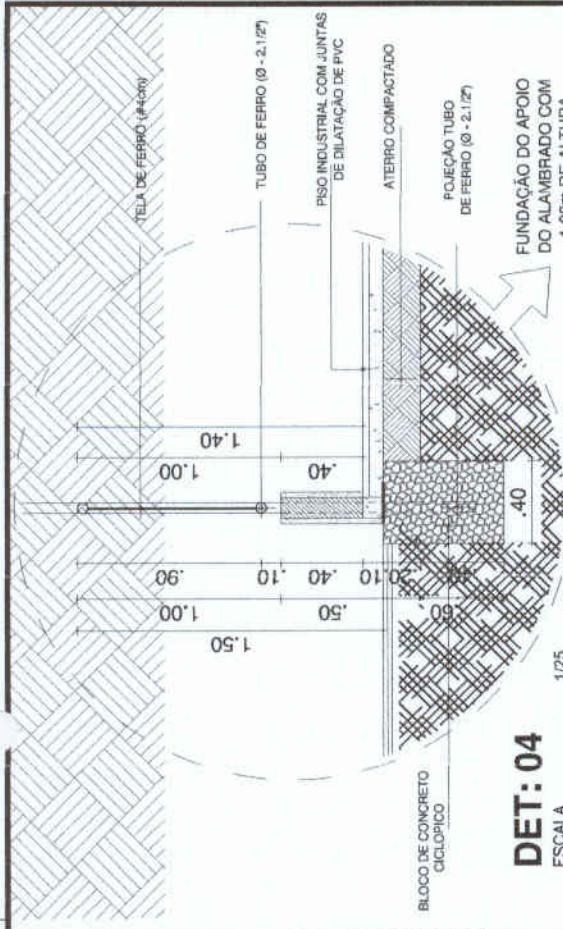 TELA DE FERRO (#4cm)
TUBO DE FERRO (Ø - 2.1/2")
PISO INDUSTRIAL COM JUNTAS
DE DILATAÇÃO DE PVC
ATERRO COMPACTADO
POJEÇÃO TUBO
DE FERRO (Ø - 2.1/2")
FUNDAÇÃO DO APOIO
DO ALAMBRADO COM
1.40
1.00
.40
.90
.10
.40
.10
.20
1.00
.50
.60
1.50
.40
BLOCO DE CONCRETO
CICLOPICO
DET: 04
ESCALA 1/25